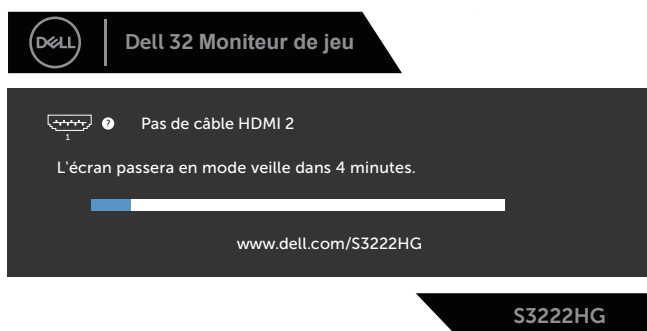 DELL
Dell 32 Moniteur de jeu
? Pas de câble HDMI 2
1
L'écran passera en mode veille dans 4 minutes.
www.dell.com/S3222HG
S3222HG